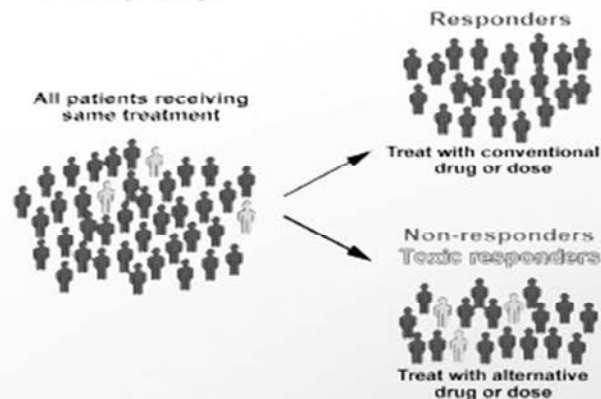 All patients receiving
same treatment
Responders
Treat with conventional
drug or dose
Non-responders
Toxic responders
Treat with alternative
drug or dose